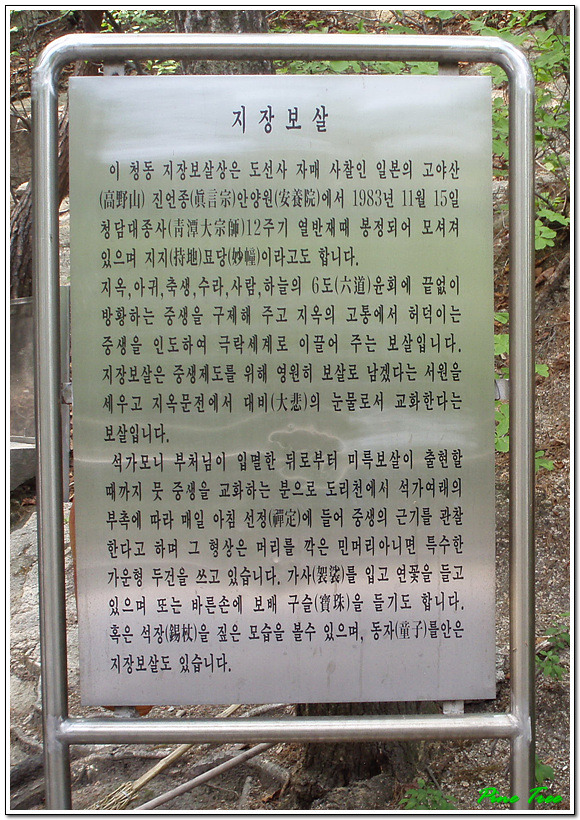 지장보살
이 청동 지장보살상은 도선사 자매 사찰인 일본의 고야산
(高野山) 진언종(眞言宗)안양원(安養院)에서 1983년 11월 15일
청담대종사(靑潭大宗師)12주기 열반재때 봉정되어 모셔져
있으며 지지(持地)묘당(妙幢)이라고도 합니다.
지옥,아귀,축생,수라,사람,하늘의 6도(六道)윤회에 끝없이
방황하는 중생을 구제해 주고 지옥의 고통에서 허덕이는
중생을 인도하여 극락세계로 이끌어 주는 보살입니다.
지장보살은 중생제도를 위해 영원히 보살로 남겠다는 서원을
세우고 지옥문전에서 대비(大悲)의 눈물로서 교화한다는
보살입니다.
석가모니 부처님이 입멸한 뒤로부터 미륵보살이 출현할
때까지 뭇 중생을 교화하는 분으로 도리천에서 석가여래의
부촉에 따라 매일 아침 선정(禪定)에 들어 중생의 근기를 관찰
한다고 하며 그 형상은 머리를 깎은 민머리아니면 특수한
가운형 두건을 쓰고 있습니다. 가사(袈裟)를 입고 연꽃을 들고
있으며 또는 바른손에 보배 구슬(寶珠)을 들기도 합니다.
혹은 석장(錫杖)을 짚은 모습을 볼수 있으며, 동자(童子)를안은
지장보살도 있습니다.
Pine Tree